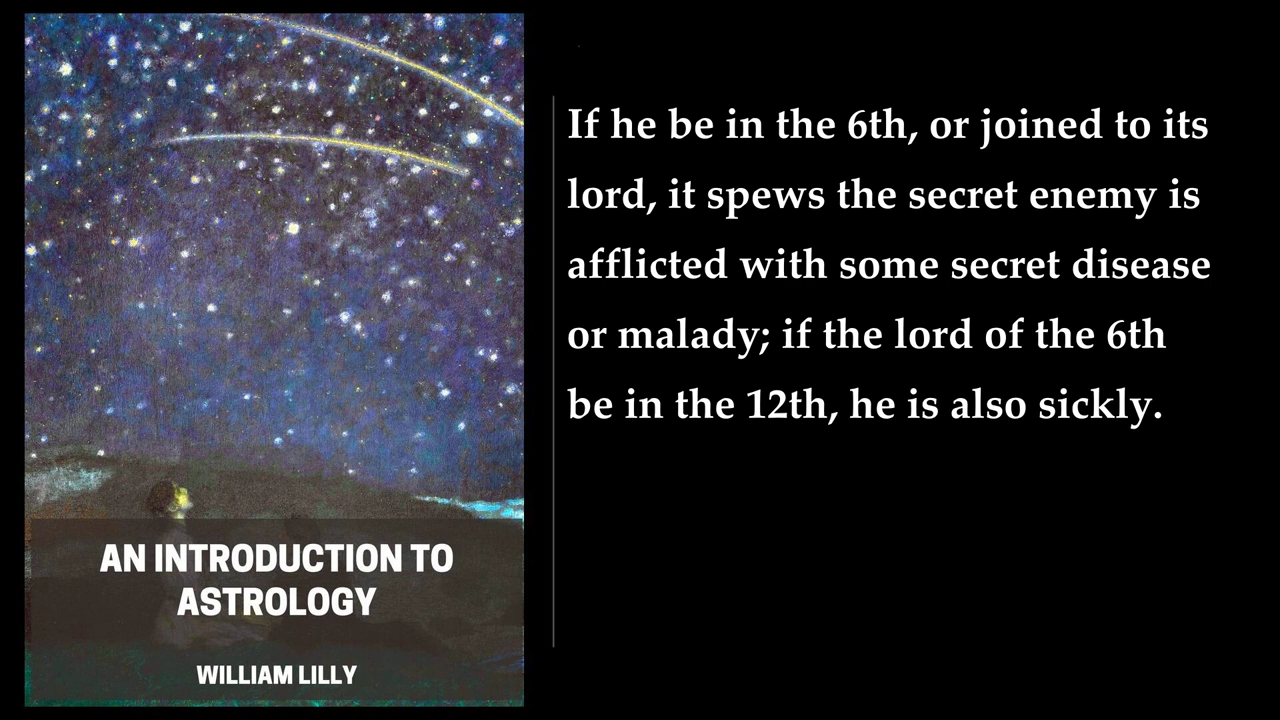 If he be in the 6th, or joined to its
lord, it spews the secret enemy is
afflicted with some secret disease
or malady; if the lord of the 6th
be in the 12th, he is also sickly.
AN INTRODUCTION TO
ASTROLOGY
WILLIAM LILLY